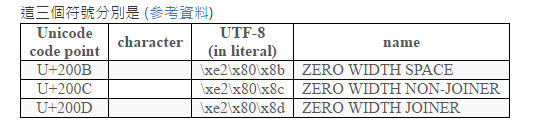 這三個符號分別是 (參考資料)
Unicode code point character UTF-8 (in literal) name
U+200B \xe2\x80\x8b ZERO WIDTH SPACE
U+200C \xe2\x80\x8c ZERO WIDTH NON-JOINER
U+200D \xe2\x80\x8d ZERO WIDTH JOINER